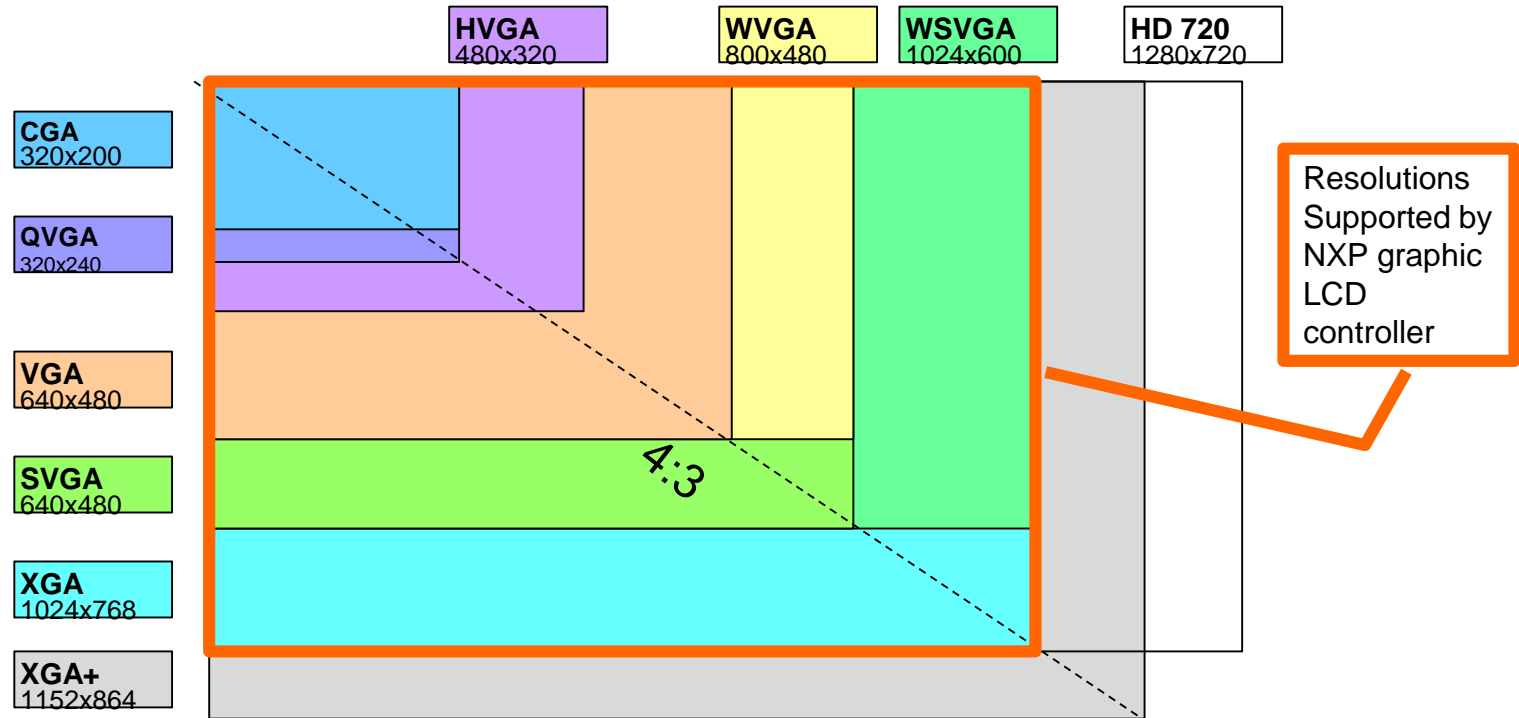 HVGA
480x320
WVGA
800x480
WSVGA
1024x600
HD 720
1280x720
CGA
320x200
QVGA
320x240
VGA
640x480
SVGA
640x480
XGA
1024x768
XGA+
1152x864
4:3
Resolutions
Supported by
NXP graphic
LCD
controller